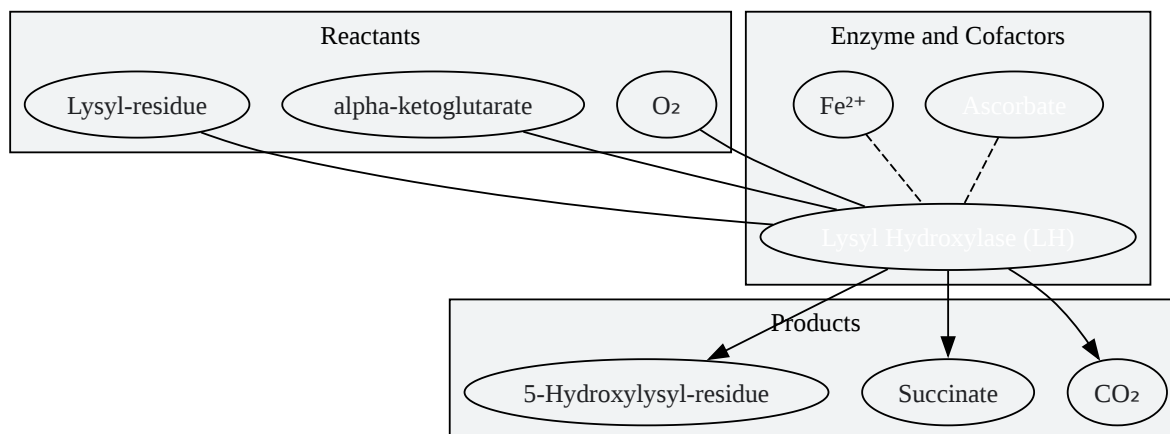 Reactants
Enzyme and Cofactors
Lysyl-residue
alpha-ketoglutarate
O₂
Fe²⁺
Ascorbate
Lysyl Hydroxylase (LH)
Products
5-Hydroxylysyl-residue
Succinate
CO₂